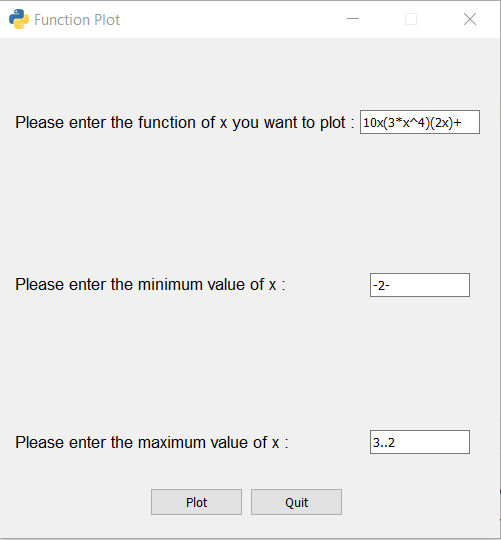 Function Plot
Please enter the function of x you want to plot : 10x(3*x^4)(2x)+
Please enter the minimum value of x : -2-
Please enter the maximum value of x : 3..2
Plot Quit